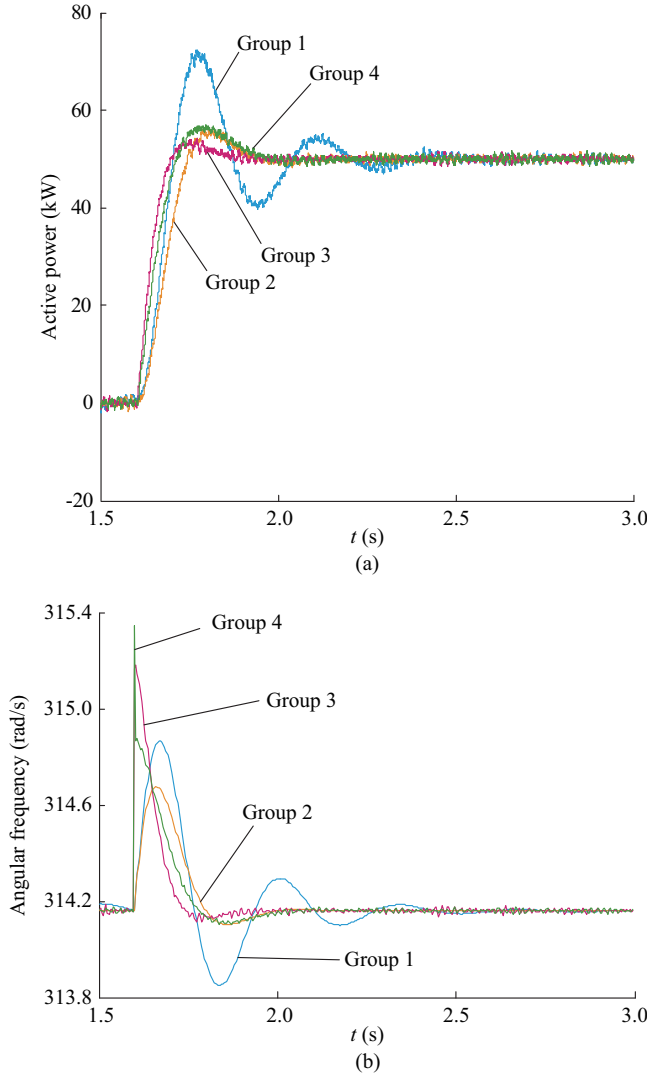 80
60
40
20
0
-20
Active power (kW)
Group 1
Group 4
Group 3
Group 2
1.5
2.0
2.5
3.0
t (s)
(a)
315.4
315.0
314.6
314.2
313.8
Angular frequency (rad/s)
Group 4
Group 3
Group 2
Group 1
1.5
2.0
2.5
3.0
t (s)
(b)